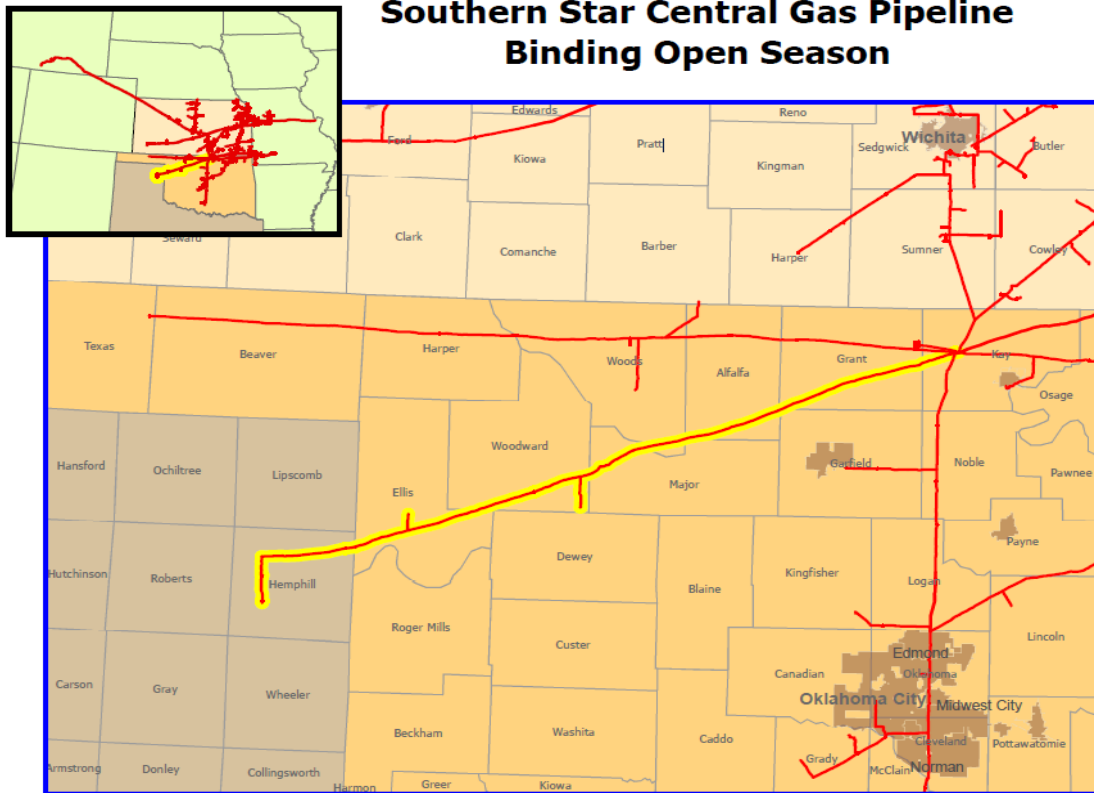 Southern Star Central Gas Pipeline
Binding Open Season
Edwards
Reno
Ford
Pratt
Wichita
Kiowa
Kingman
Sedgwick
Butler
Seward
Clark
Comanche
Barber
Harper
Sumner
Cowley
Texas
Beaver
Harper
Woods
Alfalfa
Grant
Kay
Osage
Hansford
Ochiltree
Lipscomb
Woodward
Ellis
Major
Garfield
Noble
Pawnee
Hutchinson
Roberts
Hemphill
Dewey
Blaine
Kingfisher
Logan
Payne
Roger Mills
Custer
Lincoln
Carson
Gray
Wheeler
Canadian
Edmond
Oklahoma
Oklahoma City
Midwest City
Beckham
Washita
Caddo
Cleveland
Pottawatomie
Armstrong
Donley
Collingsworth
Harmon
Greer
Kiowa
Grady
McClain
Norman